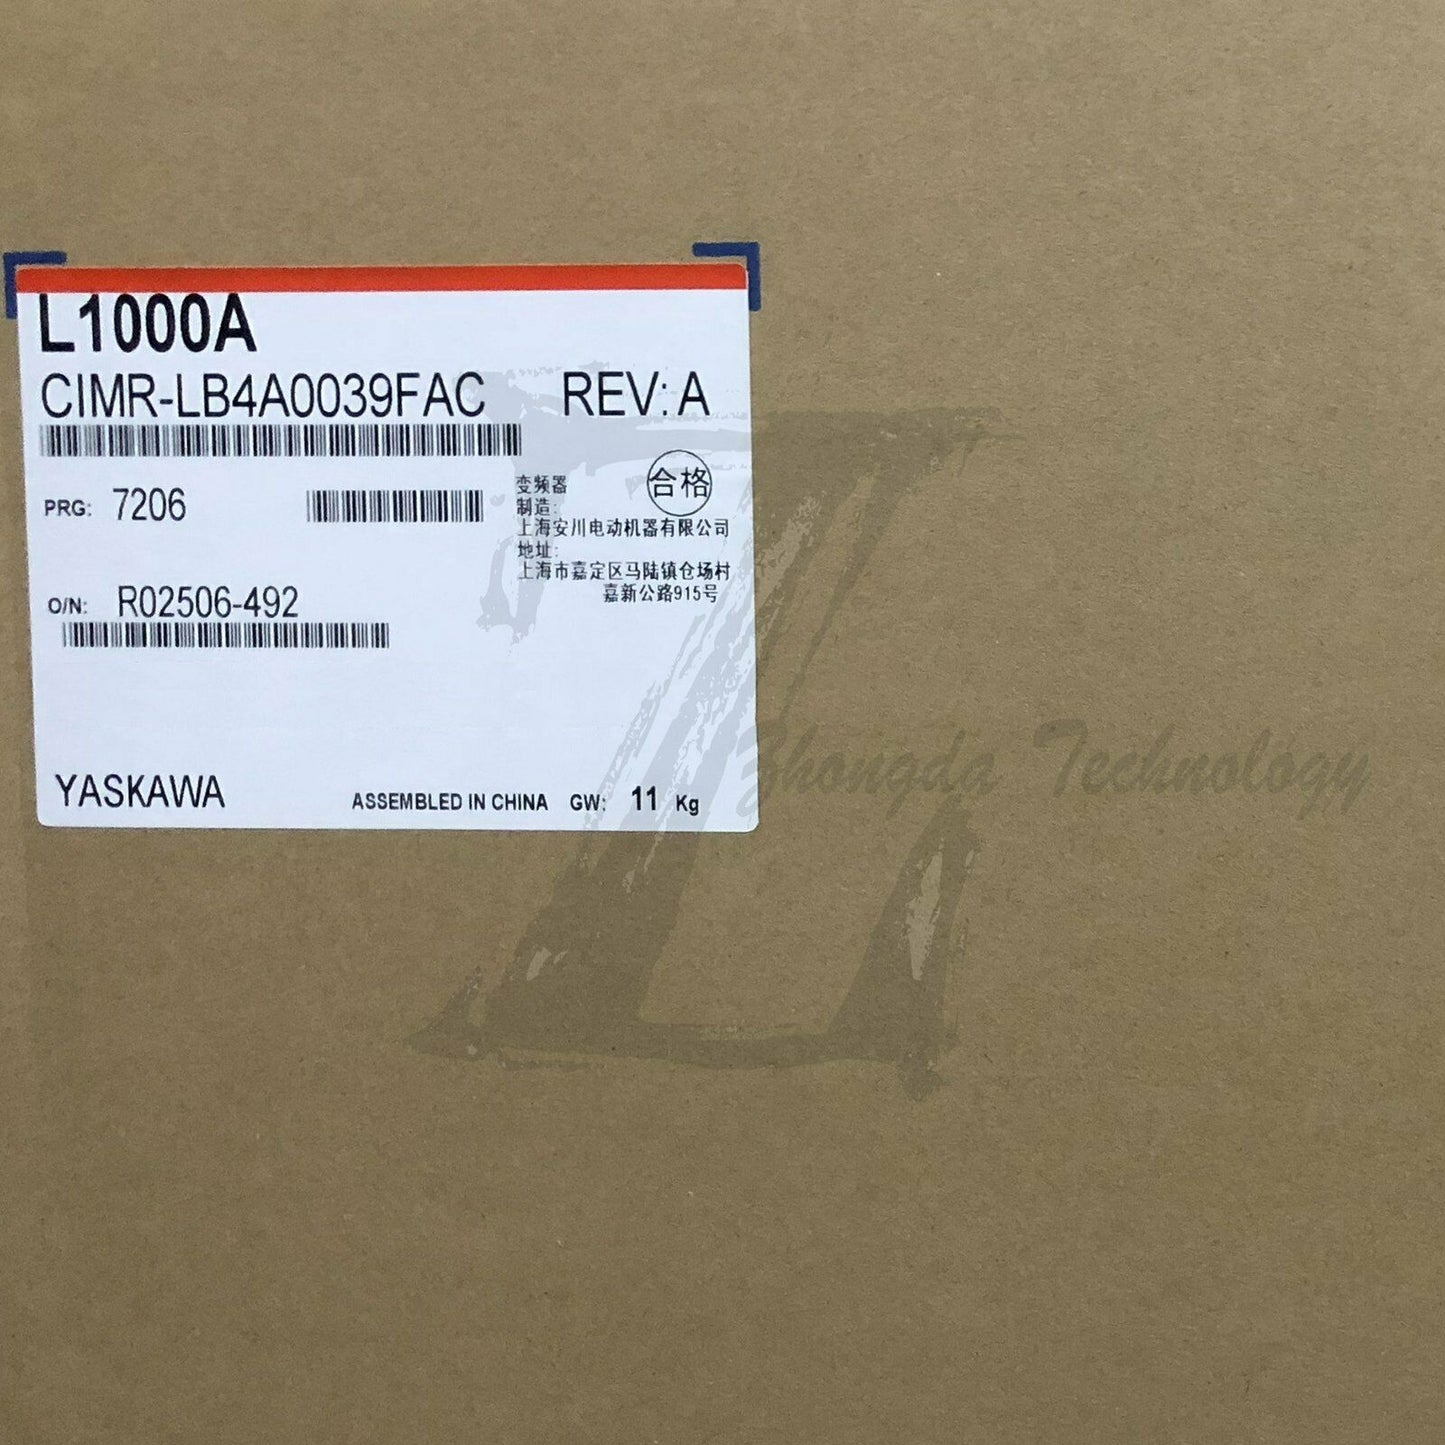 L1000A
CIMR-LB4A0039FAC REV: A
PRG: 7206
变频器
合格
制造:
上海安川电动机器有限公司
地址:
上海市嘉定区马陆镇仓场村
嘉新公路915号
O/N: R02506-492
YASKAWA
ASSEMBLED IN CHINA GW: 11 Kg
Zhongda Technology